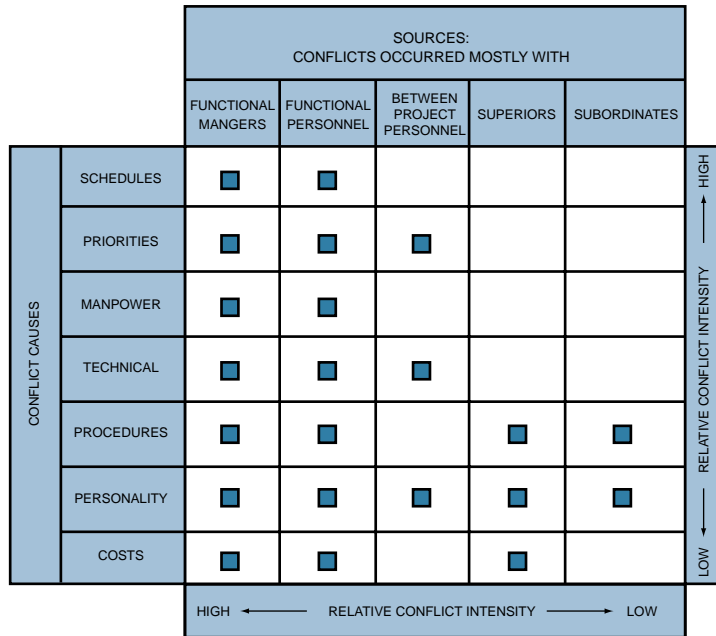 SOURCES:
CONFLICTS OCCURRED MOSTLY WITH
FUNCTIONAL
MANGERS
FUNCTIONAL
PERSONNEL
BETWEEN
PROJECT
PERSONNEL
SUPERIORS
SUBORDINATES
CONFLICT CAUSES
SCHEDULES
PRIORITIES
MANPOWER
TECHNICAL
PROCEDURES
PERSONALITY
COSTS
HIGH
RELATIVE CONFLICT INTENSITY
LOW
HIGH
RELATIVE CONFLICT INTENSITY
LOW